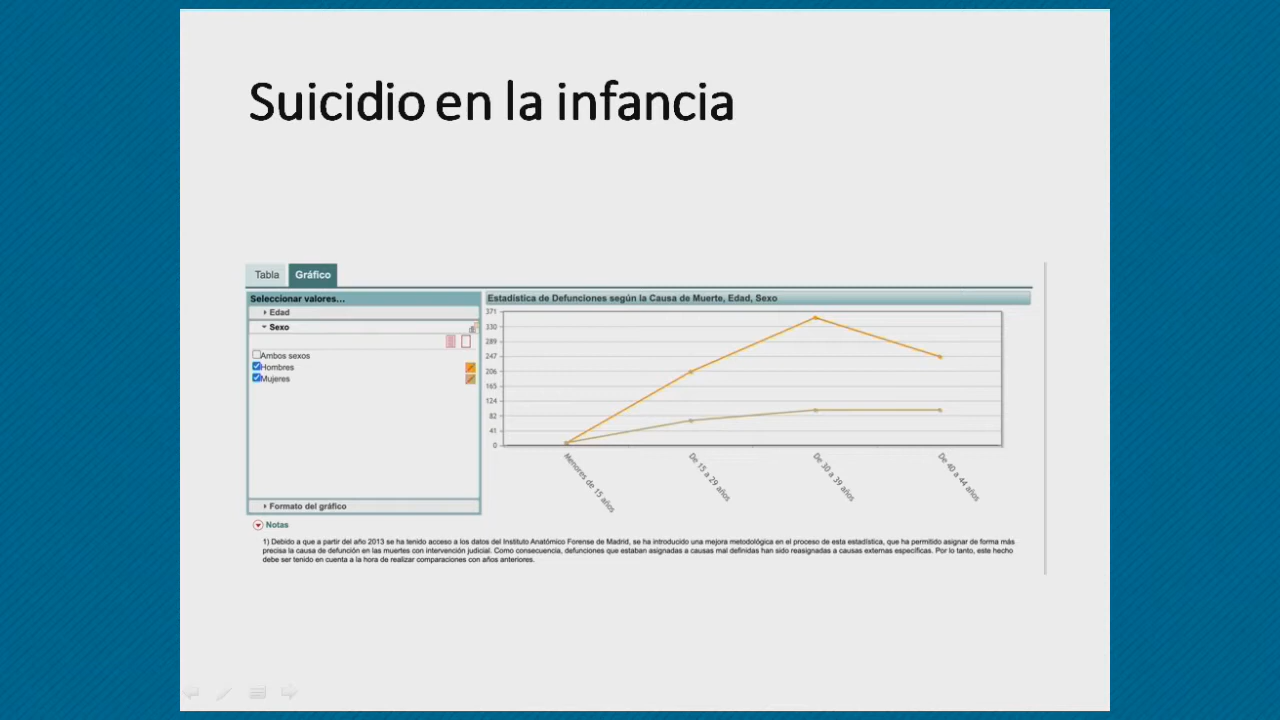 Suicidio en la infancia
Tabla
Gráfico
Seleccionar valores...
Edad
Sexo
Ambos sexos
Hombres
Mujeres
Formato del gráfico
Estadística de Defunciones según la Causa de Muerte, Edad, Sexo
371
330
289
247
206
165
124
82
41
0
Menores de 15 años
De 15 a 29 años
De 30 a 39 años
De 40 a 44 años
Notas
1) Debido a que a partir del año 2013 se ha tenido acceso a los datos del Instituto Anatómico Forense de Madrid, se ha introducido una mejora metodológica en el proceso de esta estadística, que ha permitido asignar de forma más
precisa la causa de defunción en las muertes con intervención judicial. Como consecuencia, defunciones que estaban asignadas a causas mal definidas han sido reasignadas a causas externas específicas. Por lo tanto, este hecho
debe ser tenido en cuenta a la hora de realizar comparaciones con años anteriores.